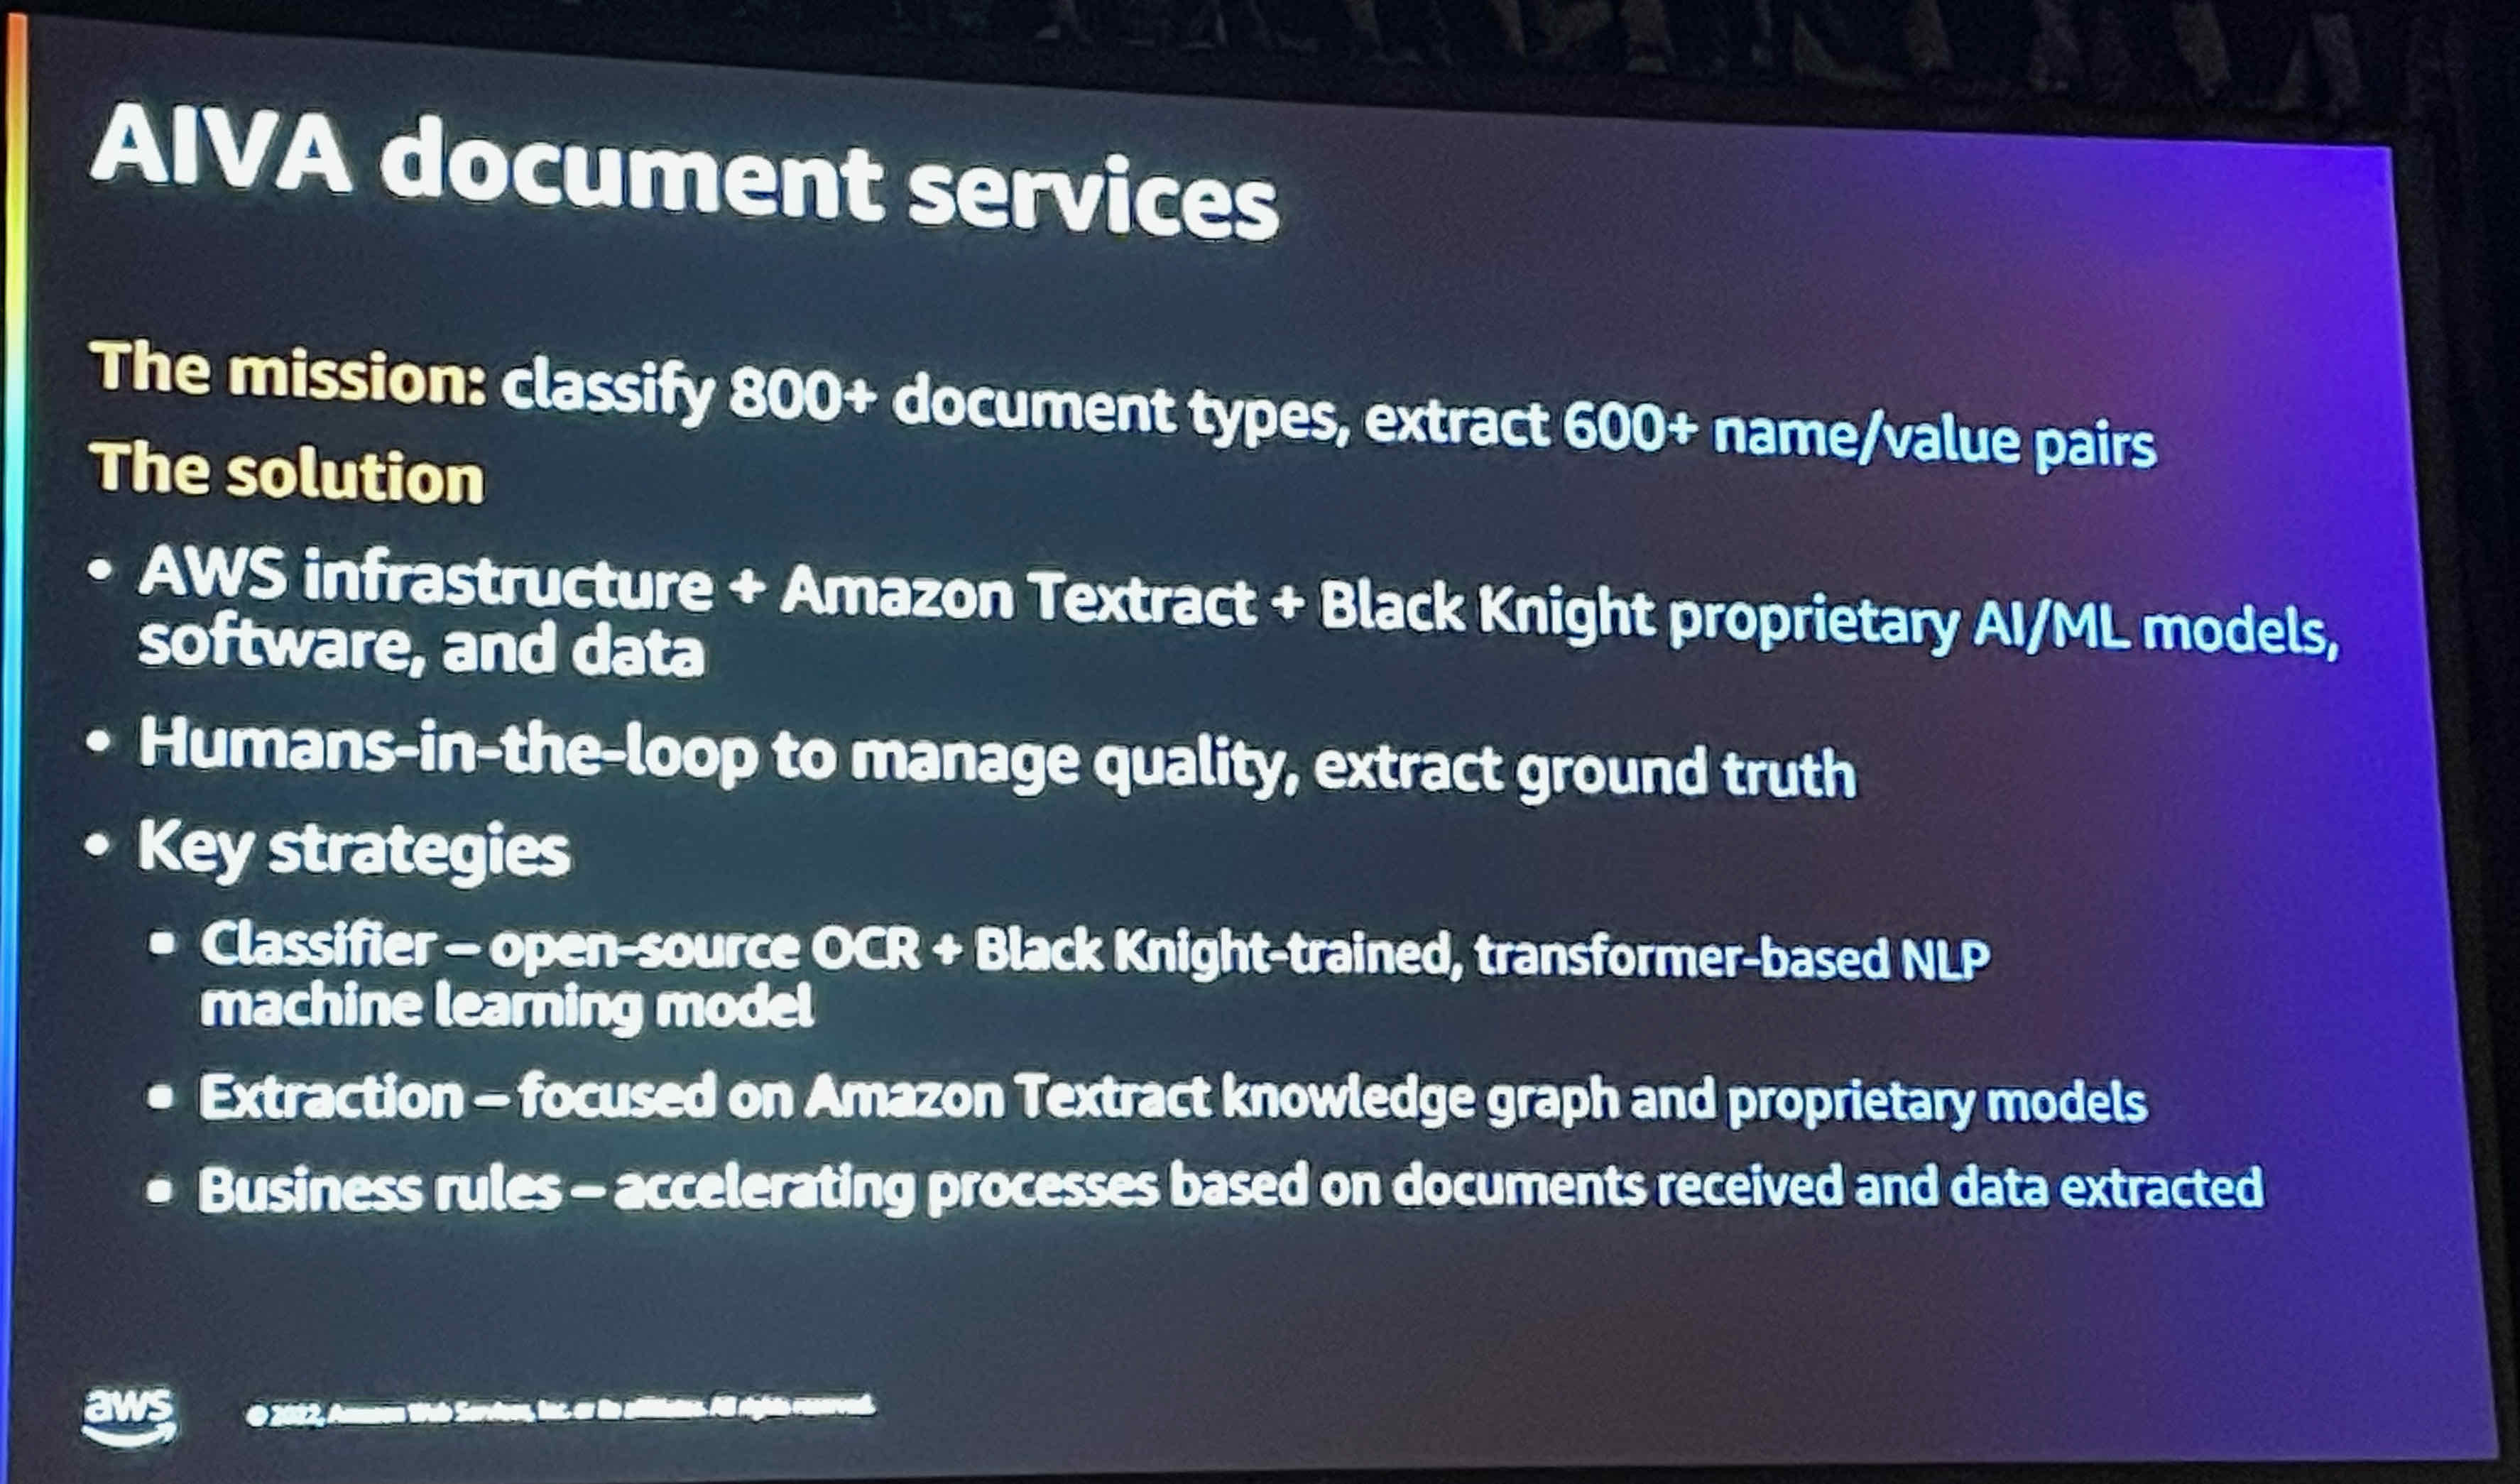 AIVA document services
The mission: classify 800+ document types, extract 600+ name/value pairs
The solution
• AWS infrastructure + Amazon Textract + Black Knight proprietary AI/ML models,
software, and data
• Humans-in-the-loop to manage quality, extract ground truth
• Key strategies
▪ Classifier – open-source OCR + Black Knight-trained, transformer-based NLP
machine learning model
▪ Extraction – focused on Amazon Textract knowledge graph and proprietary models
▪ Business rules – accelerating processes based on documents received and data extracted
aws
© 2022, Amazon Web Services, Inc. or its affiliates. All rights reserved.